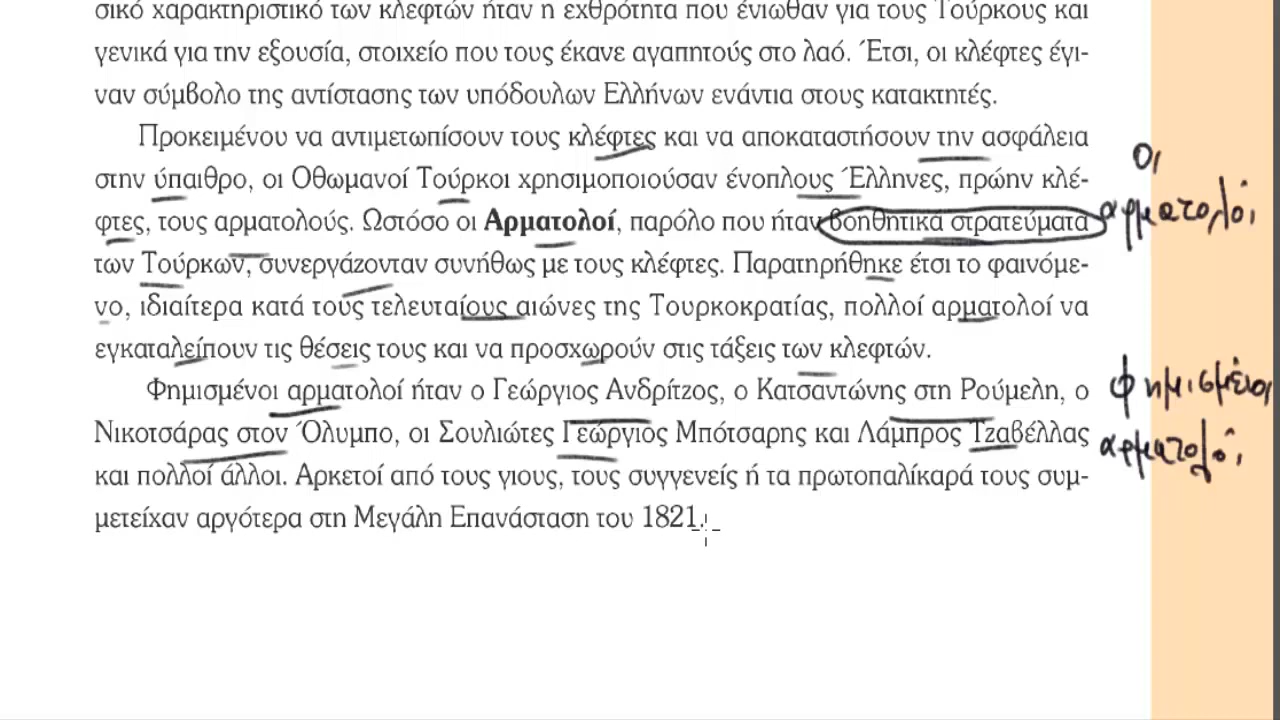 σικό χαρακτηριστικό των κλεφτών ήταν η εχθρότητα που ένιωθαν για τους Τούρκους και
γενικά για την εξουσία, στοιχείο που τους έκανε αγαπητούς στο λαό. Έτσι, οι κλέφτες έγι-
ναν σύμβολο της αντίστασης των υπόδουλων Ελλήνων ενάντια στους κατακτητές.
Προκειμένου να αντιμετωπίσουν τους κλέφτες και να αποκαταστήσουν την ασφάλεια
στην ύπαιθρο, οι Οθωμανοί Τούρκοι χρησιμοποιούσαν ένοπλους Έλληνες, πρώην κλέ-
φτες, τους αρματολούς. Ωστόσο οι Αρματολοί, παρόλο που ήταν βοηθητικά στρατεύματα
των Τούρκων, συνεργάζονταν συνήθως με τους κλέφτες. Παρατηρήθηκε έτσι το φαινόμε-
νο, ιδιαίτερα κατά τους τελευταίους αιώνες της Τουρκοκρατίας, πολλοί αρματολοί να
εγκαταλείπουν τις θέσεις τους και να προσχωρούν στις τάξεις των κλεφτών.
Φημισμένοι αρματολοί ήταν ο Γεώργιος Ανδρίτζος, ο Κατσαντώνης στη Ρούμελη, ο
Νικοτσάρας στον Όλυμπο, οι Σουλιώτες Γεώργιος Μπότσαρης και Λάμπρος Τζαβέλλας
και πολλοί άλλοι. Αρκετοί από τους γιους, τους συγγενείς ή τα πρωτοπαλίκαρά τους συμ-
μετείχαν αργότερα στη Μεγάλη Επανάσταση του 1821.
οι
αρματολοί
φημισμένοι
αρματολοί